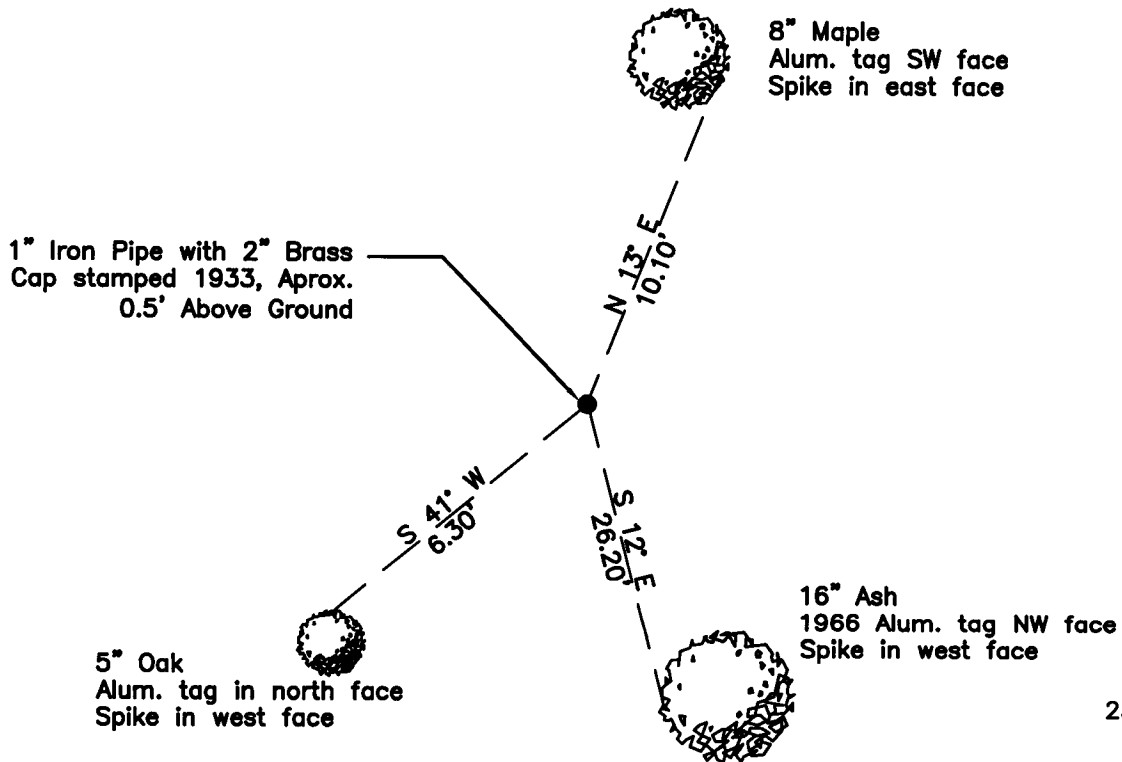 8" Maple
Alum. tag SW face
Spike in east face
1" Iron Pipe with 2" Brass
Cap stamped 1933, Aprox.
0.5' Above Ground
N 13° E
10.10'
S 41° W
6.30'
S 12° E
26.20'
16" Ash
1966 Alum. tag NW face
Spike in west face
5" Oak
Alum. tag in north face
Spike in west face